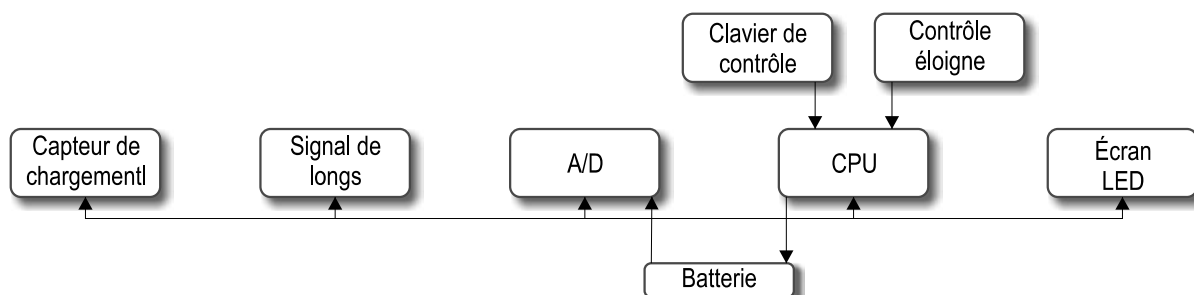 Clavier de
contrôle
Contrôle
éloigne
Capteur de
chargementl
Signal de
longs
A/D
CPU
Écran
LED
Batterie